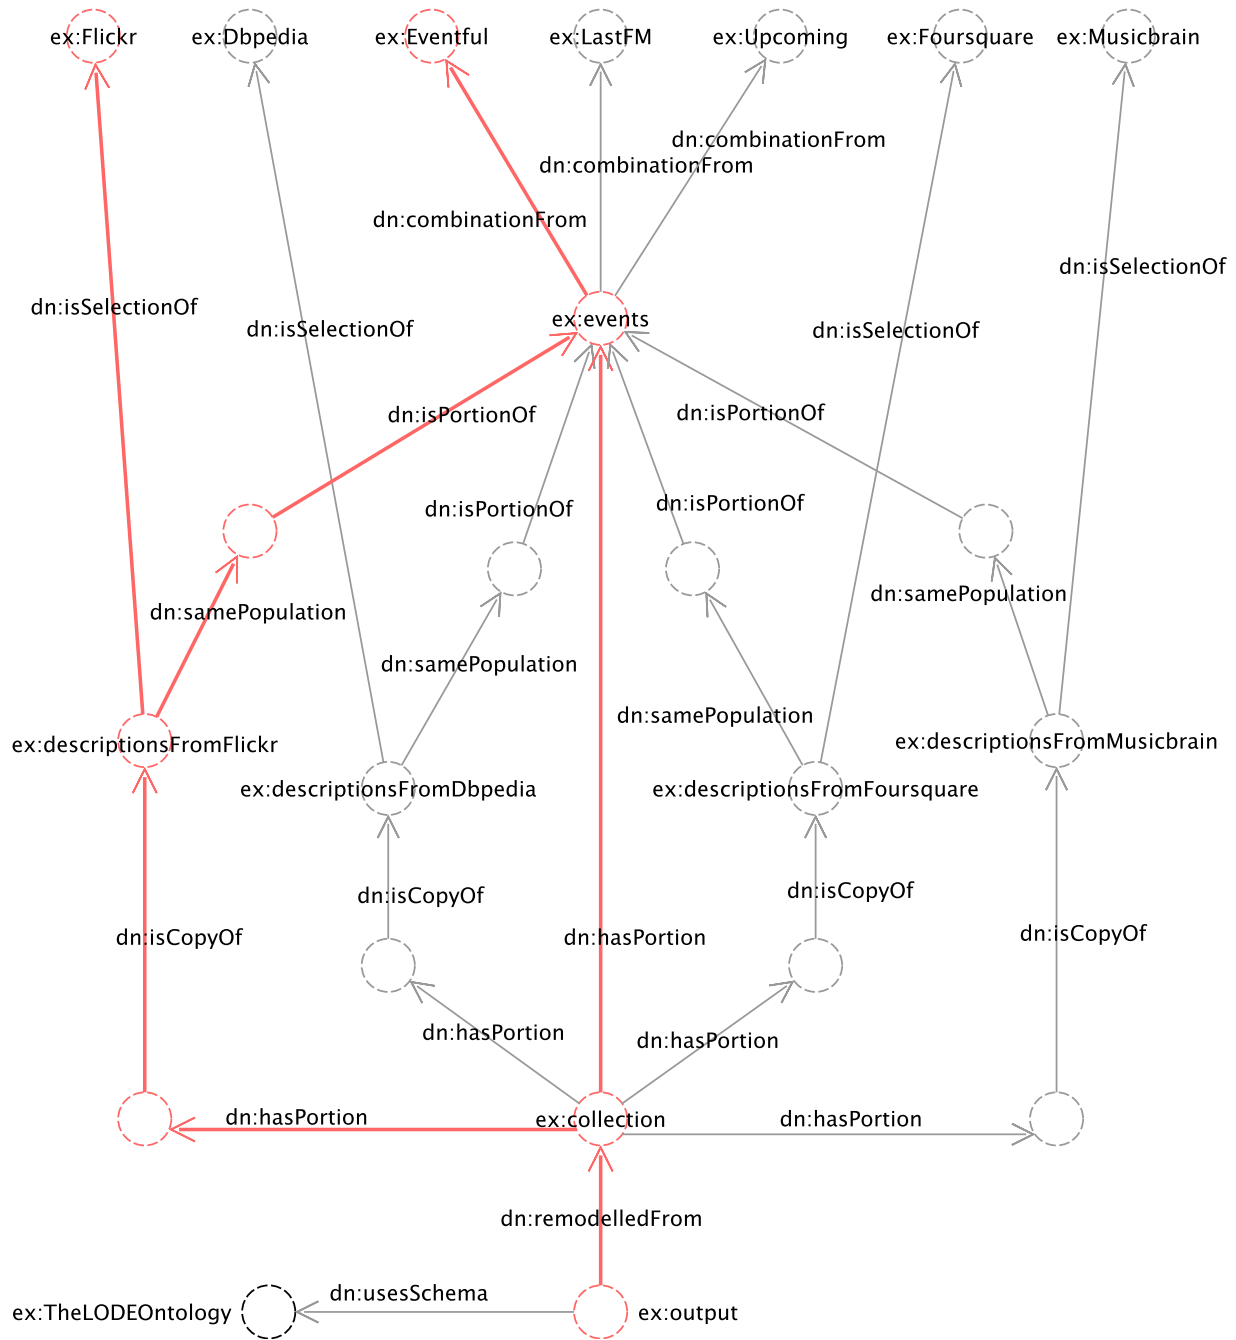 ex:Flickr
ex:Dbpedia
ex:Eventful
ex:LastFM
ex:Upcoming
ex:Foursquare
ex:Musicbrain
dn:combinationFrom
dn:combinationFrom
dn:combinationFrom
dn:isSelectionOf
dn:isSelectionOf
dn:isSelectionOf
dn:isSelectionOf
ex:events
dn:isPortionOf
dn:isPortionOf
dn:isPortionOf
dn:isPortionOf
dn:samePopulation
dn:samePopulation
dn:samePopulation
dn:samePopulation
ex:descriptionsFromFlickr
ex:descriptionsFromMusicbrain
ex:descriptionsFromDbpedia
ex:descriptionsFromFoursquare
dn:isCopyOf
dn:isCopyOf
dn:isCopyOf
dn:hasPortion
dn:isCopyOf
dn:hasPortion
dn:hasPortion
dn:hasPortion
ex:collection
dn:hasPortion
dn:remodelledFrom
dn:usesSchema
ex:TheLODEOntology
ex:output